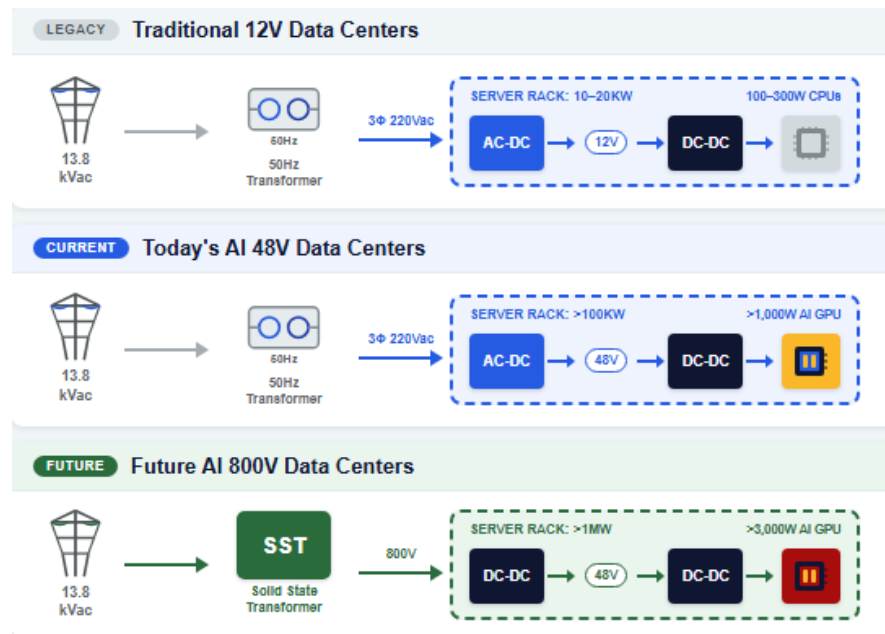 LEGACY Traditional 12V Data Centers
SERVER RACK: 10–20KW 100–300W CPUs
3Φ 220Vac
AC-DC 12V DC-DC
60Hz
13.8
kVac
50Hz
Transformer
CURRENT Today's AI 48V Data Centers
SERVER RACK: >100KW >1,000W AI GPU
3Φ 220Vac
AC-DC 48V DC-DC
60Hz
13.8
kVac
50Hz
Transformer
FUTURE Future AI 800V Data Centers
SERVER RACK: >1MW >3,000W AI GPU
SST
800V
DC-DC 48V DC-DC
13.8
kVac
Solid State
Transformer